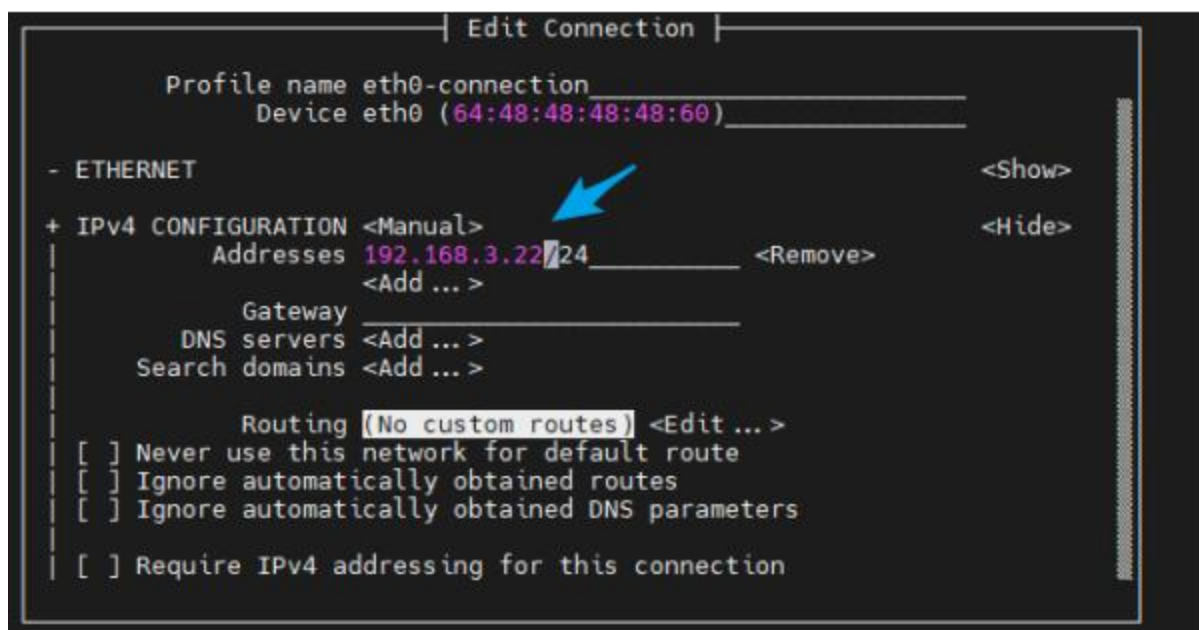 Edit Connection
Profile name eth0-connection
Device eth0 (64:48:48:48:48:60)
- ETHERNET <Show>
+ IPv4 CONFIGURATION <Manual> <Hide>
Addresses 192.168.3.22/24 <Remove>
<Add...>
Gateway
DNS servers <Add...>
Search domains <Add...>
Routing (No custom routes) <Edit...>
[ ] Never use this network for default route
[ ] Ignore automatically obtained routes
[ ] Ignore automatically obtained DNS parameters
[ ] Require IPv4 addressing for this connection